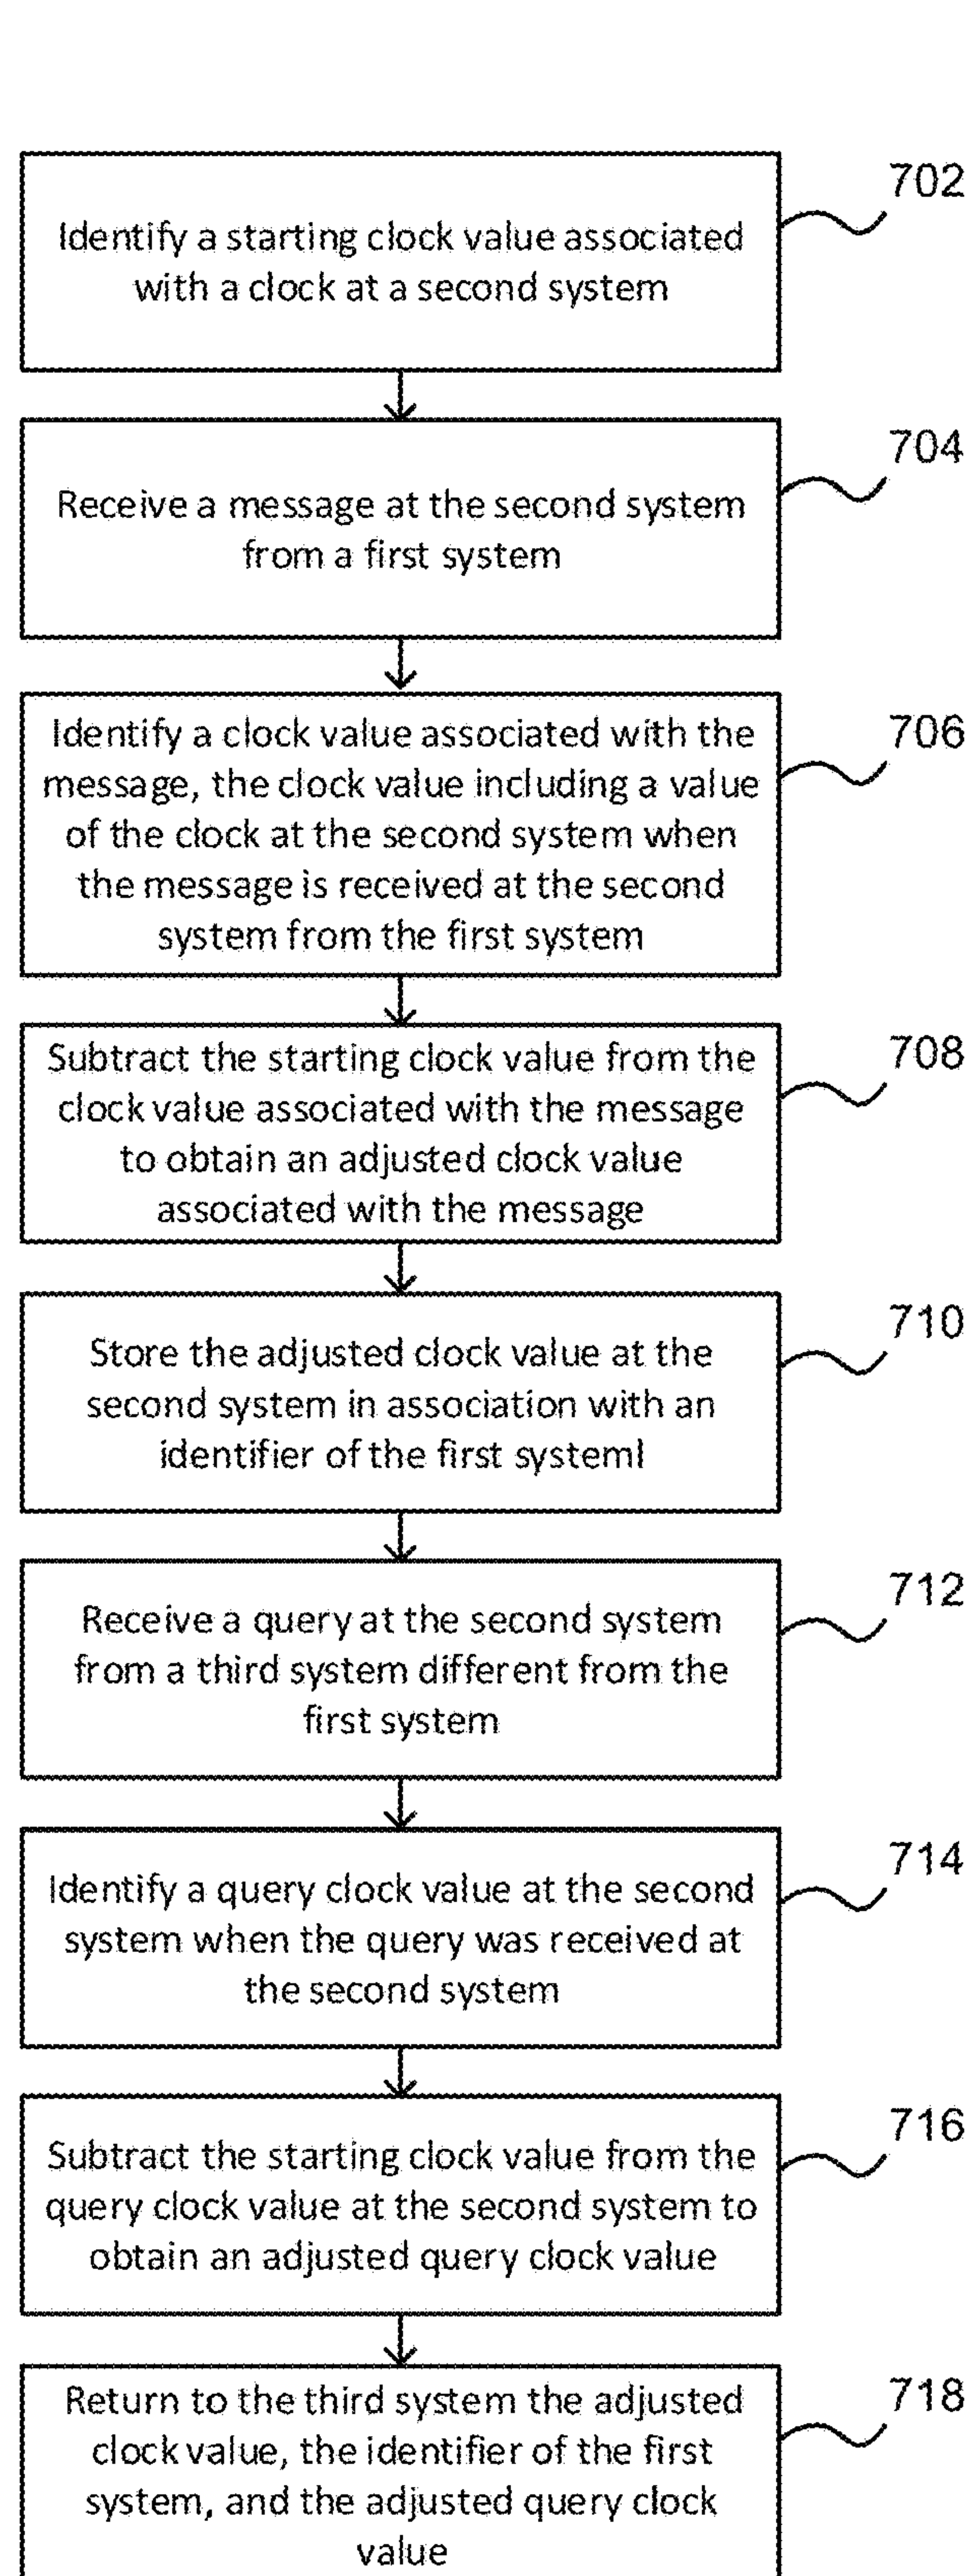 702
Identify a starting clock value associated
with a clock at a second system
704
Receive a message at the second system
from a first system
706
Identify a clock value associated with the
message, the clock value including a value
of the clock at the second system when
the message is received at the second
system from the first system
708
Subtract the starting clock value from the
clock value associated with the message
to obtain an adjusted clock value
associated with the message
710
Store the adjusted clock value at the
second system in association with an
identifier of the first systeml
712
Receive a query at the second system
from a third system different from the
first system
714
Identify a query clock value at the second
system when the query was received at
the second system
716
Subtract the starting clock value from the
query clock value at the second system to
obtain an adjusted query clock value
718
Return to the third system the adjusted
clock value, the identifier of the first
system, and the adjusted query clock
value